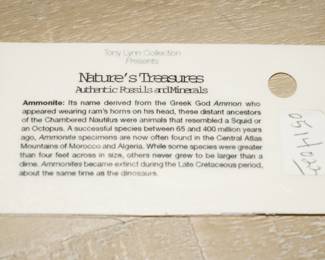 Tony Lynn Collection
Presents
Nature's Treasures
Authentic Fossils and Minerals
Ammonite: Its name derived from the Greek God Ammon who
appeared wearing ram's horns on his head, these distant ancestors
of the Chambered Nautilus were animals that resembled a Squid or
an Octopus. A successful species between 65 and 400 million years
ago, Ammonite specimens are now often found in the Central Atlas
Mountains of Morocco and Algeria. While some species were greater
than four feet across in size, others never grew to be larger than a
dime. Ammonites became extinct during the Late Cretaceous period,
about the same time as the dinosaurs.
0514022